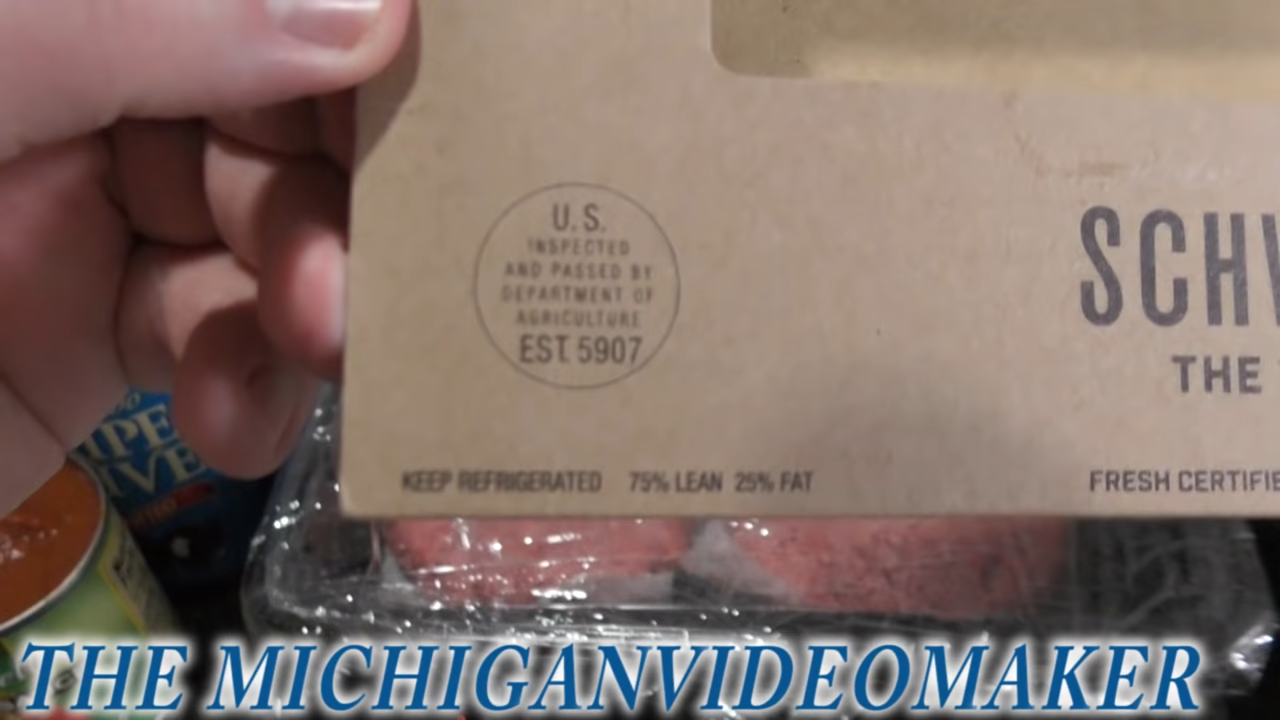 U.S.
INSPECTED
AND PASSED BY
DEPARTMENT OF
AGRICULTURE
EST. 5907
SCHW
THE
KEEP REFRIGERATED 75% LEAN 25% FAT
FRESH CERTIFIE
THE MICHIGANVIDEOMAKER